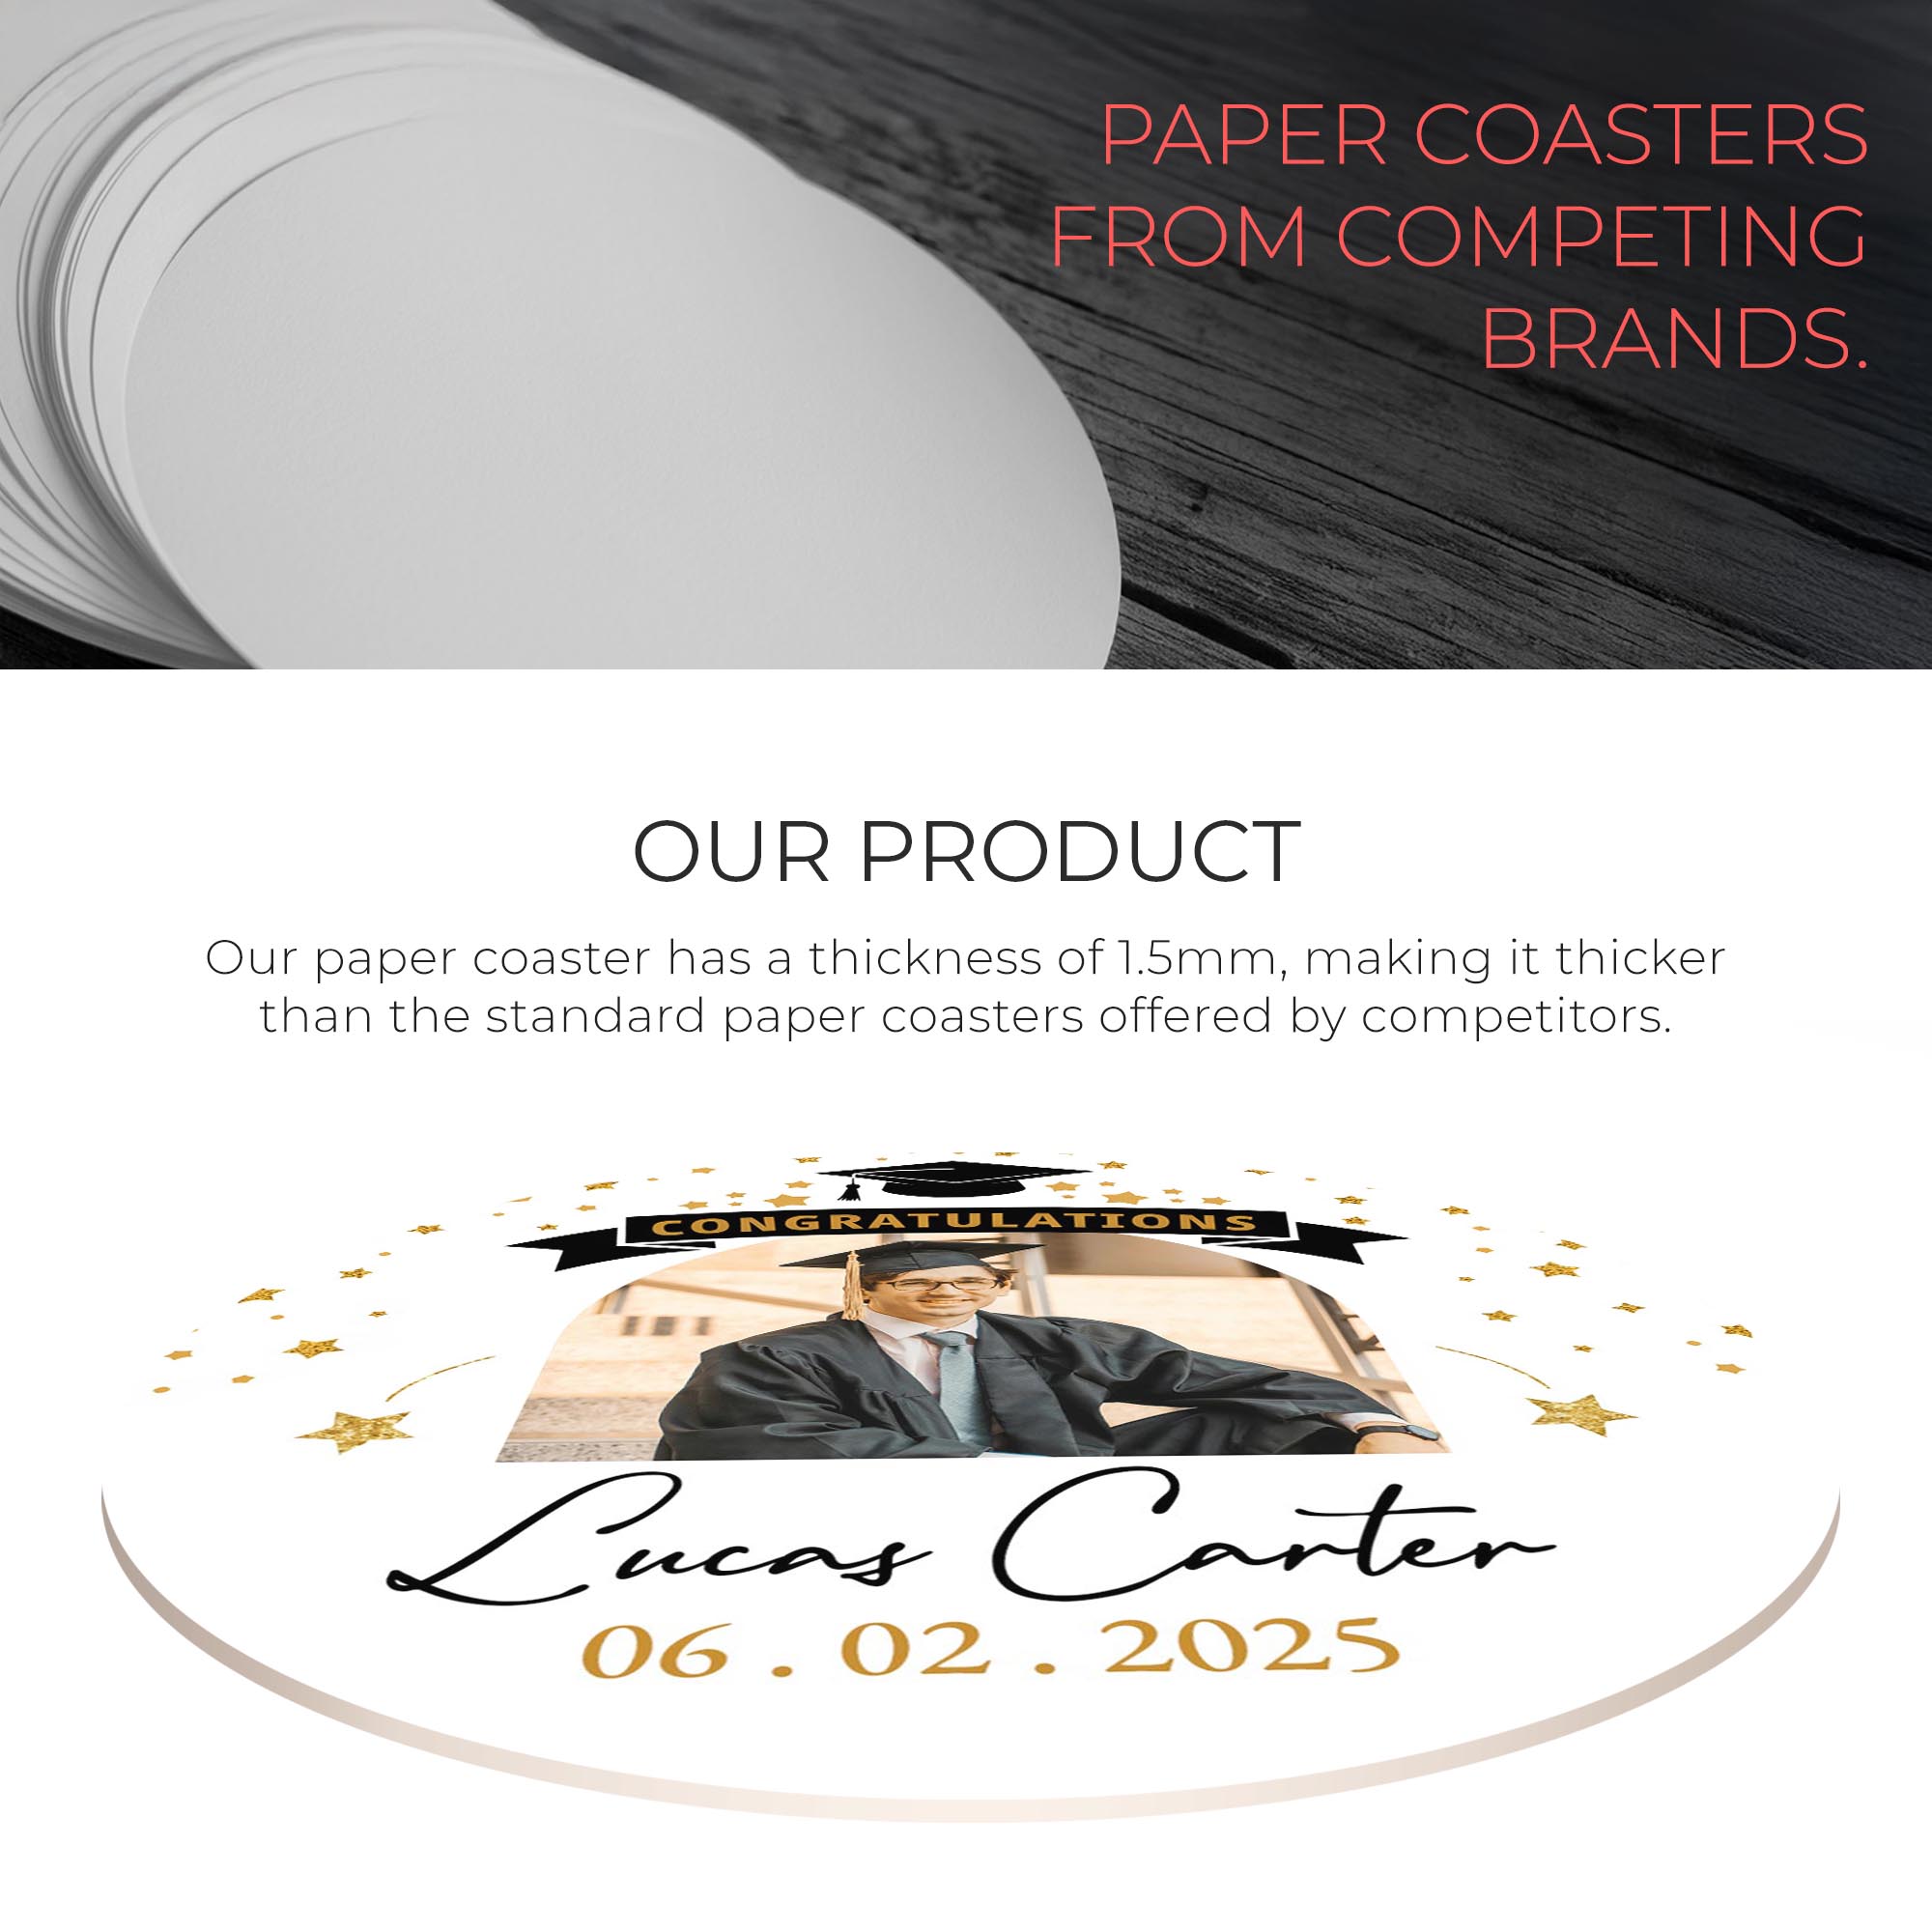 PAPER COASTERS
FROM COMPETING
BRANDS.
OUR PRODUCT
Our paper coaster has a thickness of 1.5mm, making it thicker
than the standard paper coasters offered by competitors.
CONGRATULATIONS
Lucas Carter
06 . 02 . 2025